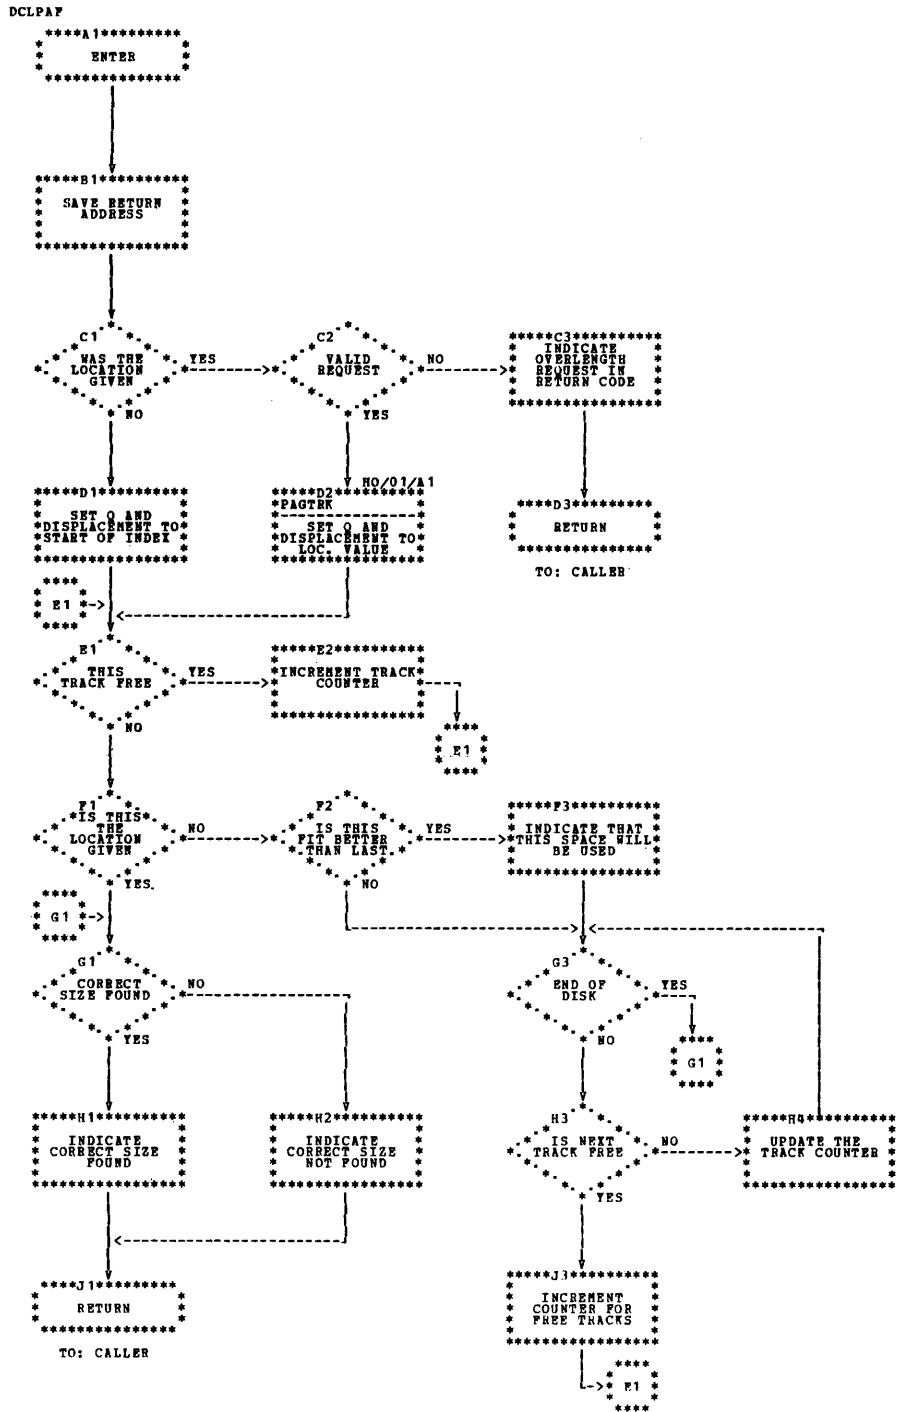 DCLPAF
A1
ENTER
B1
SAVE RETURN
ADDRESS
C1
WAS THE
LOCATION
GIVEN
YES
NO
C2
VALID
REQUEST
NO
YES
C3
INDICATE
OVERLENGTH
REQUEST IN
RETURN CODE
D1
SET Q AND
DISPLACEMENT TO
START OF INDEX
H0/01/A1
D2
PAGTRK
SET Q AND
DISPLACEMENT TO
LOC. VALUE
D3
RETURN
TO: CALLER
E1
E1
THIS
TRACK FREE
YES
NO
E2
INCREMENT TRACK
COUNTER
E1
F1
IS THIS
THE
LOCATION
GIVEN
NO
YES
F2
IS THIS
FIT BETTER
THAN LAST
YES
NO
F3
INDICATE THAT
THIS SPACE WILL
BE USED
G1
G1
CORRECT
SIZE FOUND
NO
YES
G3
END OF
DISK
YES
NO
G1
H1
INDICATE
CORRECT SIZE
FOUND
H2
INDICATE
CORRECT SIZE
NOT FOUND
H3
IS NEXT
TRACK FREE
NO
YES
H4
UPDATE THE
TRACK COUNTER
J1
RETURN
TO: CALLER
J3
INCREMENT
COUNTER FOR
FREE TRACKS
E1